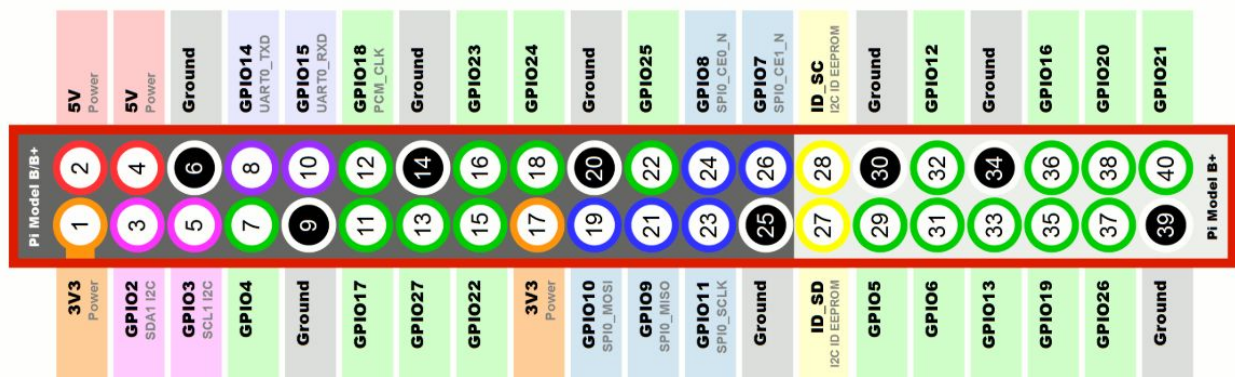 5V
Power
5V
Power
Ground
GPIO14
UART0_TXD
GPIO15
UART0_RXD
GPIO18
PCM_CLK
Ground
GPIO23
GPIO24
Ground
GPIO25
GPIO8
SPI0_CE0_N
GPIO7
SPI0_CE1_N
ID_SC
I2C ID EEPROM
Ground
GPIO12
Ground
GPIO16
GPIO20
GPIO21
Pi Model B/B+
2
4
6
8
10
12
14
16
18
20
22
24
26
28
30
32
34
36
38
40
1
3
5
7
9
11
13
15
17
19
21
23
25
27
29
31
33
35
37
39
Pi Model B+
3V3
Power
GPIO2
SDA1 I2C
GPIO3
SCL1 I2C
GPIO4
Ground
GPIO17
GPIO27
GPIO22
3V3
Power
GPIO10
SPI0_MOSI
GPIO9
SPI0_MISO
GPIO11
SPI0_SCLK
Ground
ID_SD
I2C ID EEPROM
GPIO5
GPIO6
GPIO13
GPIO19
GPIO26
Ground